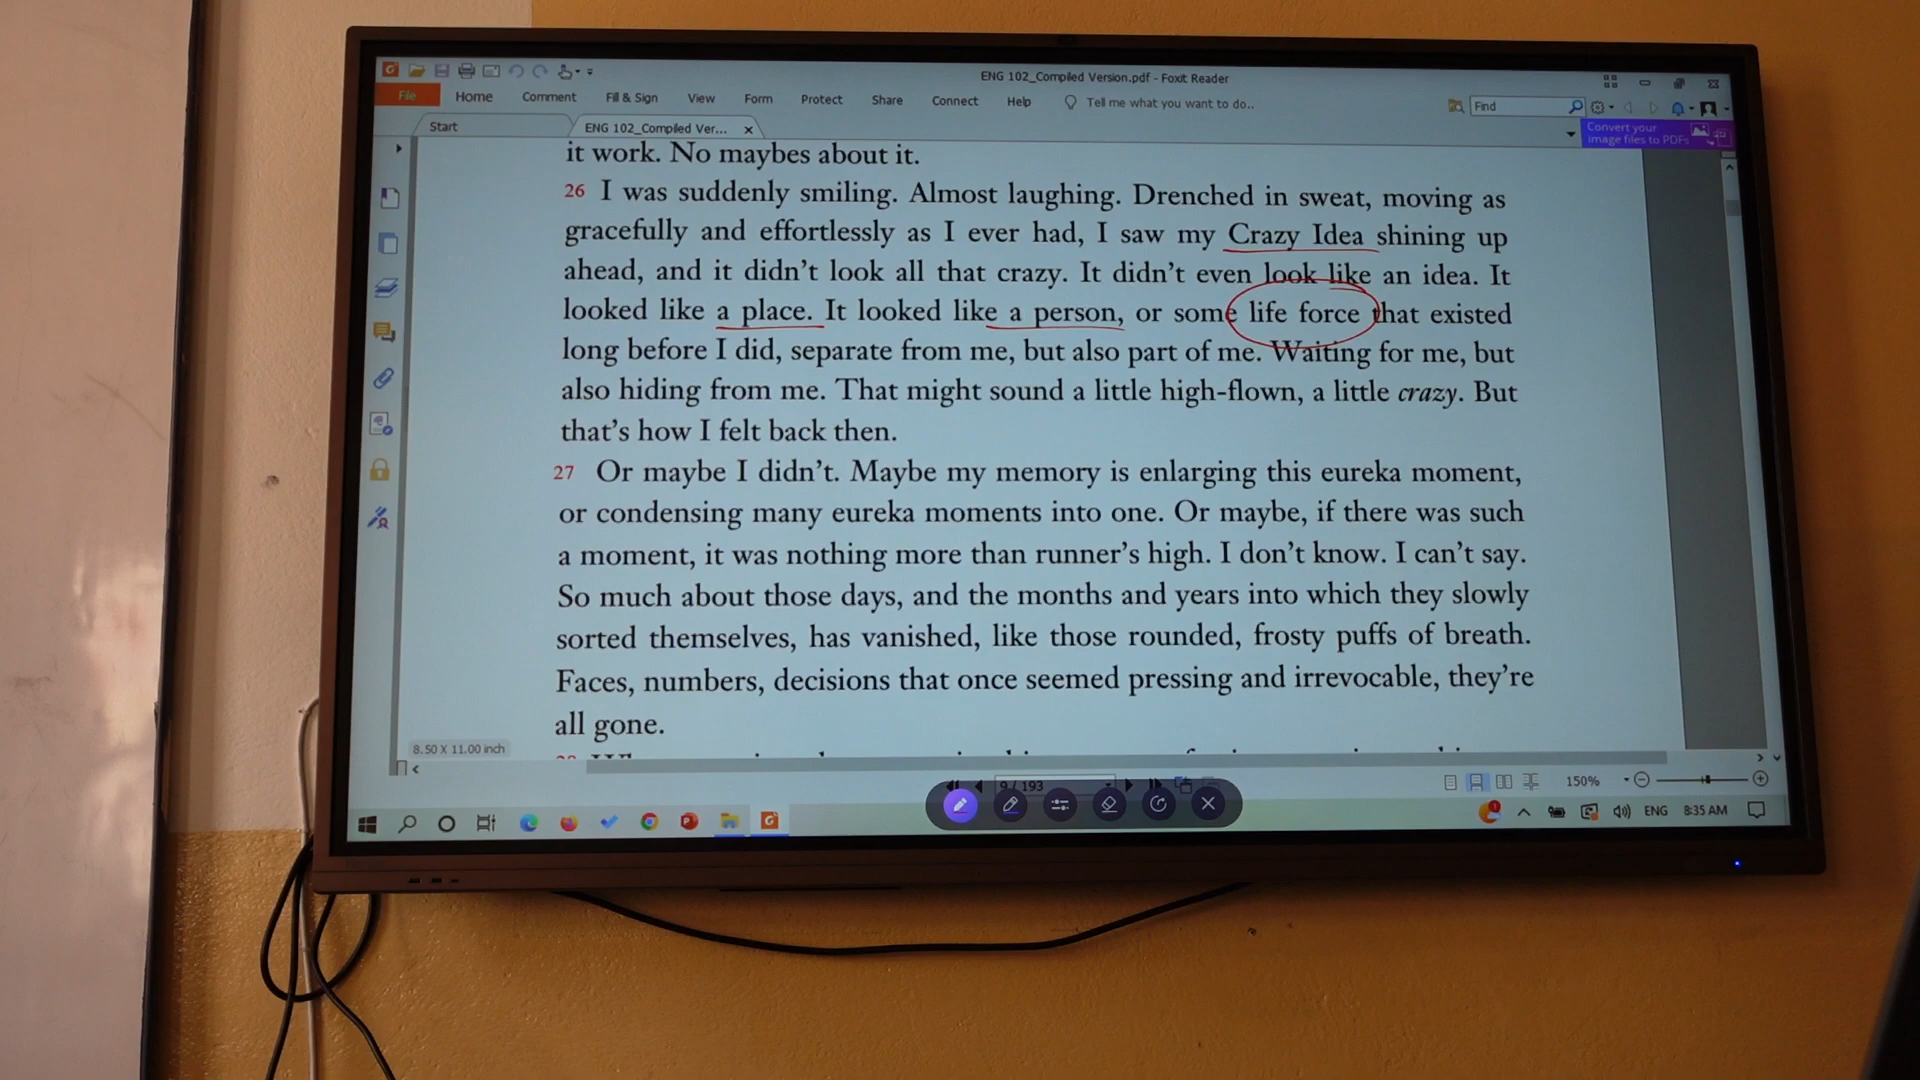 ENG 102_Compiled Version.pdf - Foxit Reader
File Home Comment Fill & Sign View Form Protect Share Connect Help Tell me what you want to do.. Find
Start ENG 102_Compiled Ver...
Convert your
image files to PDFs
it work. No maybes about it.
26 I was suddenly smiling. Almost laughing. Drenched in sweat, moving as
gracefully and effortlessly as I ever had, I saw my Crazy Idea shining up
ahead, and it didn't look all that crazy. It didn't even look like an idea. It
looked like a place. It looked like a person, or some life force that existed
long before I did, separate from me, but also part of me. Waiting for me, but
also hiding from me. That might sound a little high-flown, a little crazy. But
that's how I felt back then.
27 Or maybe I didn't. Maybe my memory is enlarging this eureka moment,
or condensing many eureka moments into one. Or maybe, if there was such
a moment, it was nothing more than runner's high. I don't know. I can't say.
So much about those days, and the months and years into which they slowly
sorted themselves, has vanished, like those rounded, frosty puffs of breath.
Faces, numbers, decisions that once seemed pressing and irrevocable, they're
all gone.
8.50 X 11.00 inch
9 / 193
150%
ENG 8:35 AM